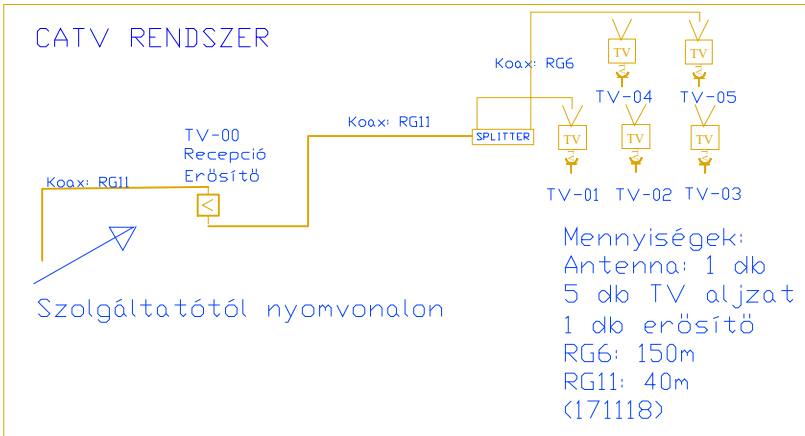 CATV RENDSZER
Koax: RG6
TV
TV
TV-04
TV-05
Koax: RG11
SPLITTER
TV
TV
TV
TV-01
TV-02
TV-03
TV-00
Recepció
Erősítő
Koax: RG11
<
Szolgáltatótól nyomvonalon
Mennyiségek:
Antenna: 1 db
5 db TV aljzat
1 db erősítő
RG6: 150m
RG11: 40m
(171118)